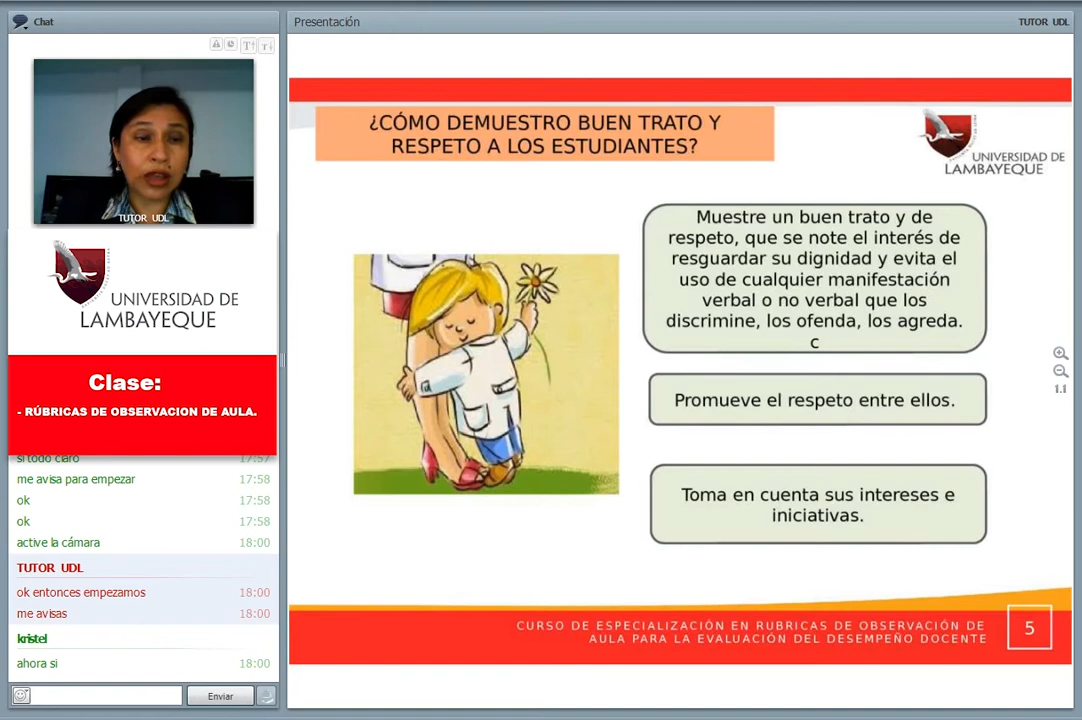 Chat
Presentación
TUTOR UDL
TUTOR UDL
UNIVERSIDAD DE
LAMBAYEQUE
Clase:
- RÚBRICAS DE OBSERVACION DE AULA.
si todo claro 17:57
me avisa para empezar 17:58
ok 17:58
ok 17:58
active la cámara 18:00
TUTOR UDL
ok entonces empezamos 18:00
me avisas 18:00
kristel
ahora si 18:00
Enviar
¿CÓMO DEMUESTRO BUEN TRATO Y
RESPETO A LOS ESTUDIANTES?
UNIVERSIDAD DE
LAMBAYEQUE
Muestre un buen trato y de
respeto, que se note el interés de
resguardar su dignidad y evita el
uso de cualquier manifestación
verbal o no verbal que los
discrimine, los ofenda, los agreda.
c
Promueve el respeto entre ellos.
Toma en cuenta sus intereses e
iniciativas.
CURSO DE ESPECIALIZACIÓN EN RUBRICAS DE OBSERVACIÓN DE
AULA PARA LA EVALUACIÓN DEL DESEMPEÑO DOCENTE
5
1.1